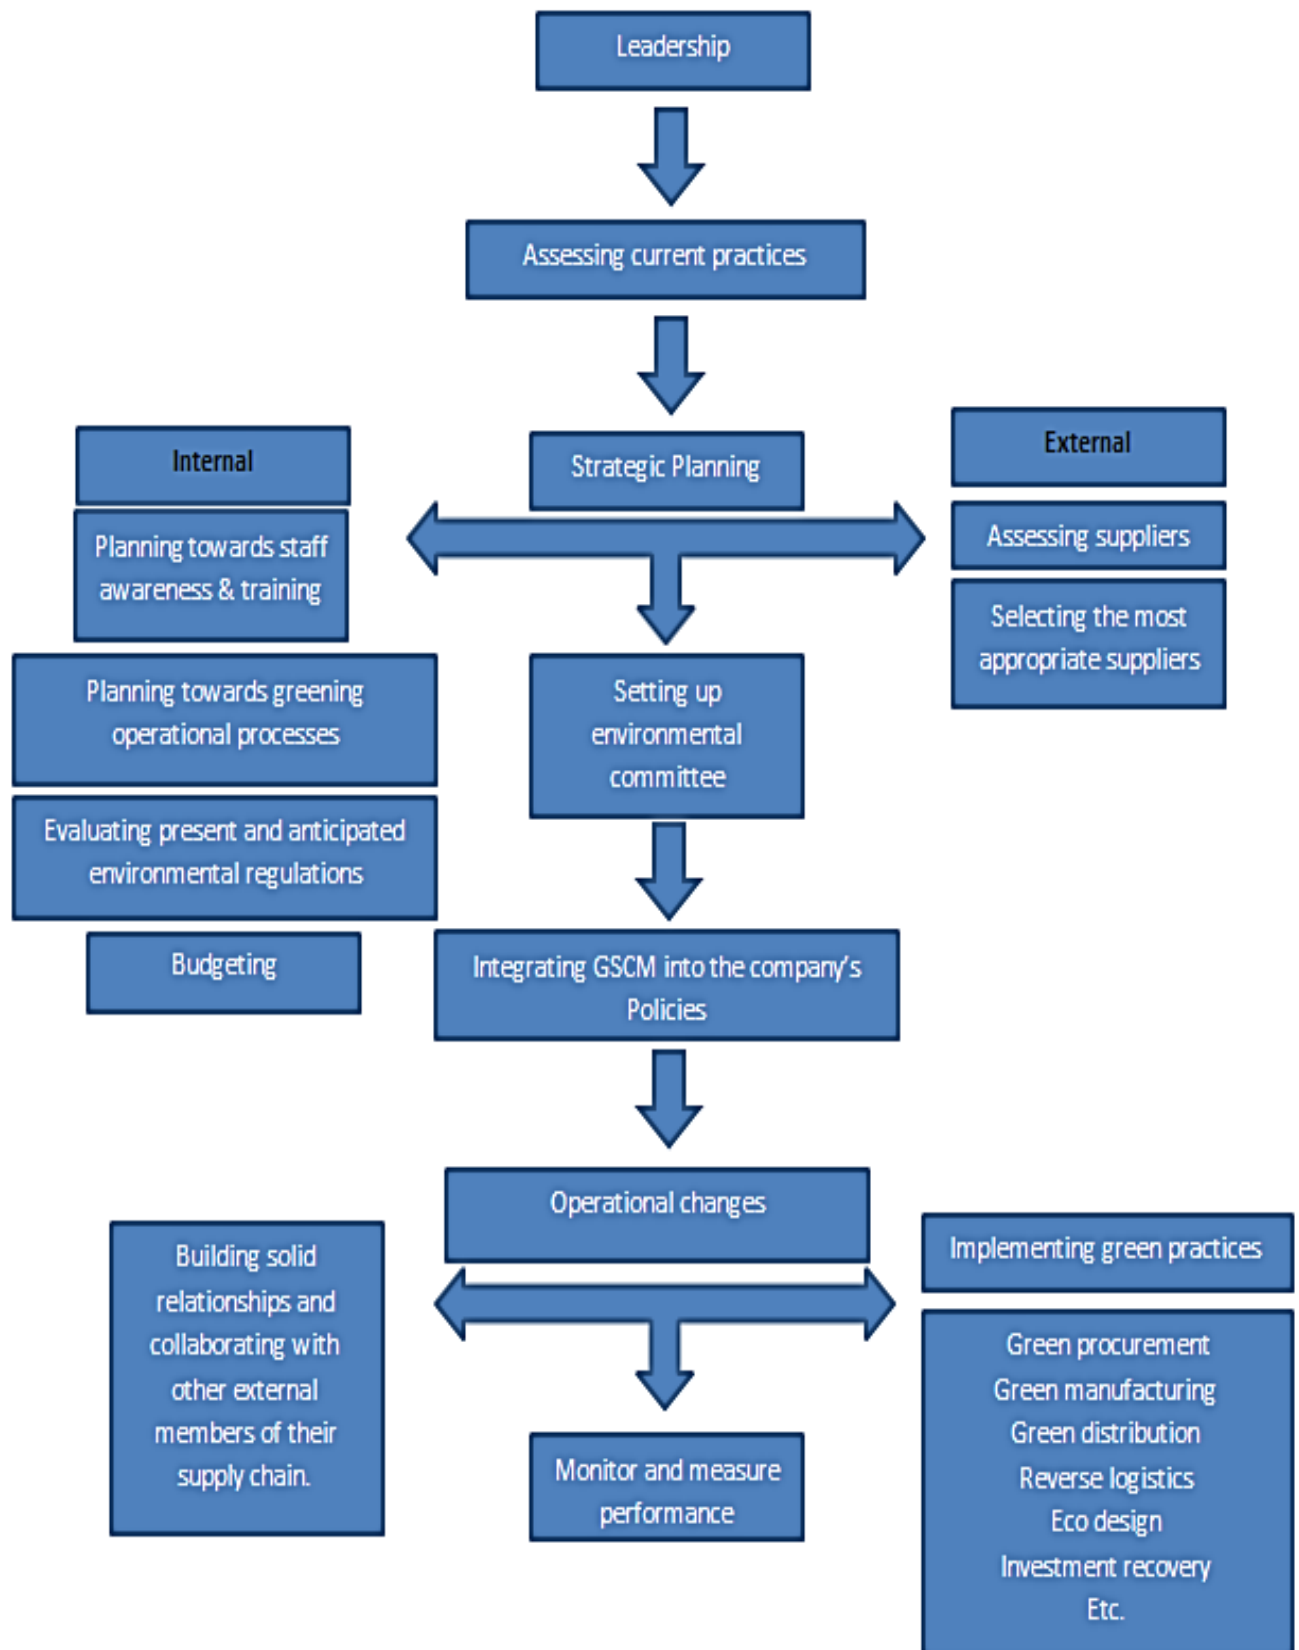 Leadership
Assessing current practices
Strategic Planning
Internal
Planning towards staff
awareness & training
Planning towards greening
operational processes
Evaluating present and anticipated
environmental regulations
Budgeting
External
Assessing suppliers
Selecting the most
appropriate suppliers
Setting up
environmental
committee
Integrating GSCM into the company's
Policies
Operational changes
Building solid
relationships and
collaborating with
other external
members of their
supply chain.
Implementing green practices
Green procurement
Green manufacturing
Green distribution
Reverse logistics
Eco design
Investment recovery
Etc.
Monitor and measure
performance